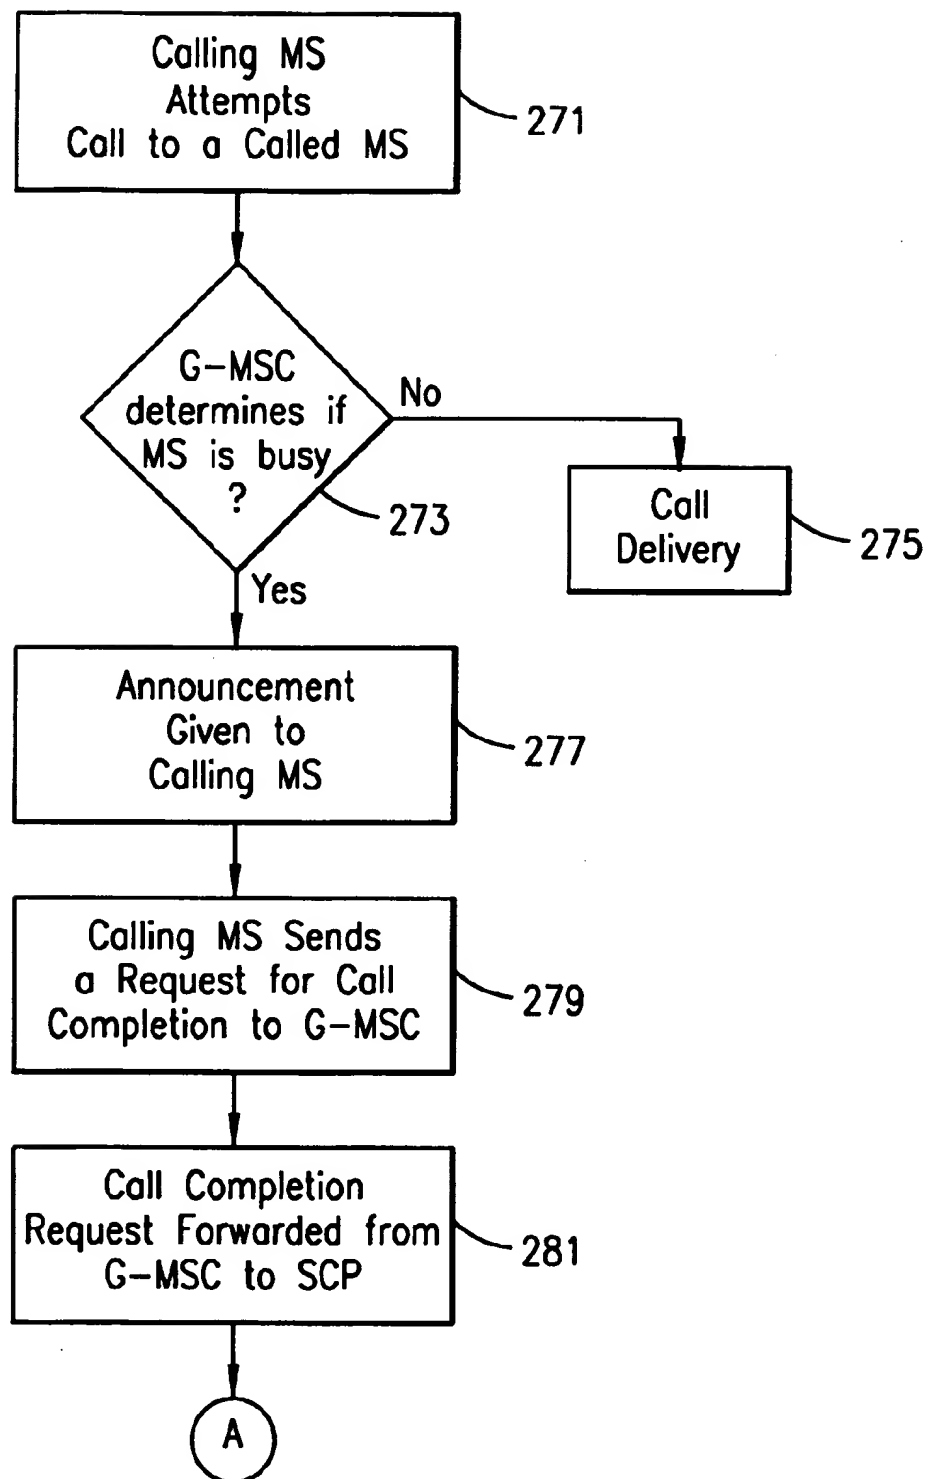 Calling MS
Attempts
Call to a Called MS
271
G-MSC
determines if
MS is busy
?
273
No
Call
Delivery
275
Yes
Announcement
Given to
Calling MS
277
Calling MS Sends
a Request for Call
Completion to G-MSC
279
Call Completion
Request Forwarded from
G-MSC to SCP
281
A